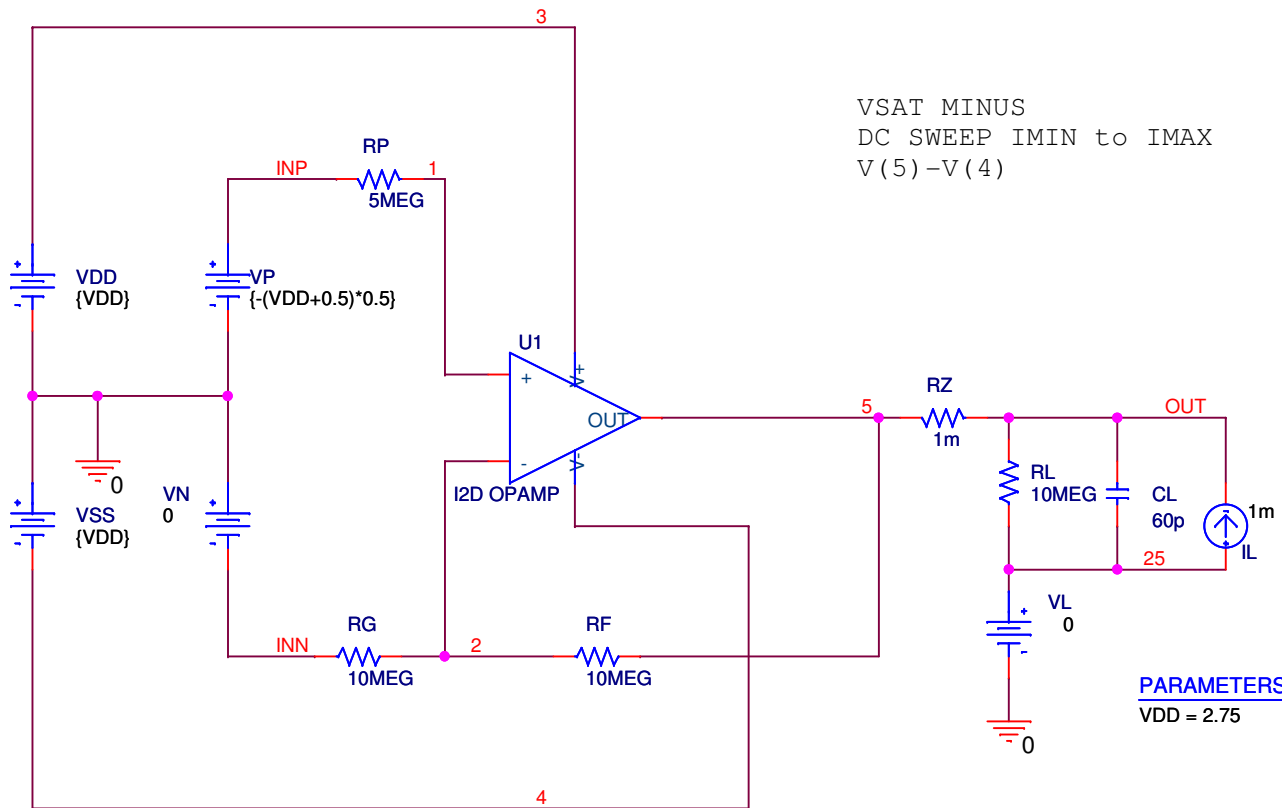 3
VSAT MINUS
DC SWEEP IMIN to IMAX
V(5)-V(4)
RP
INP
1
5MEG
+
VDD
{VDD}
-
+
VP
{-(VDD+0.5)*0.5}
-
U1
+
V+
OUT
-
V-
I2D OPAMP
5
RZ
1m
OUT
0
RL
10MEG
CL
60p
1m
-
+
IL
25
+
VSS
{VDD}
-
VN
0
+
-
VL
0
+
-
INN
RG
10MEG
2
RF
10MEG
PARAMETERS
VDD = 2.75
0
4